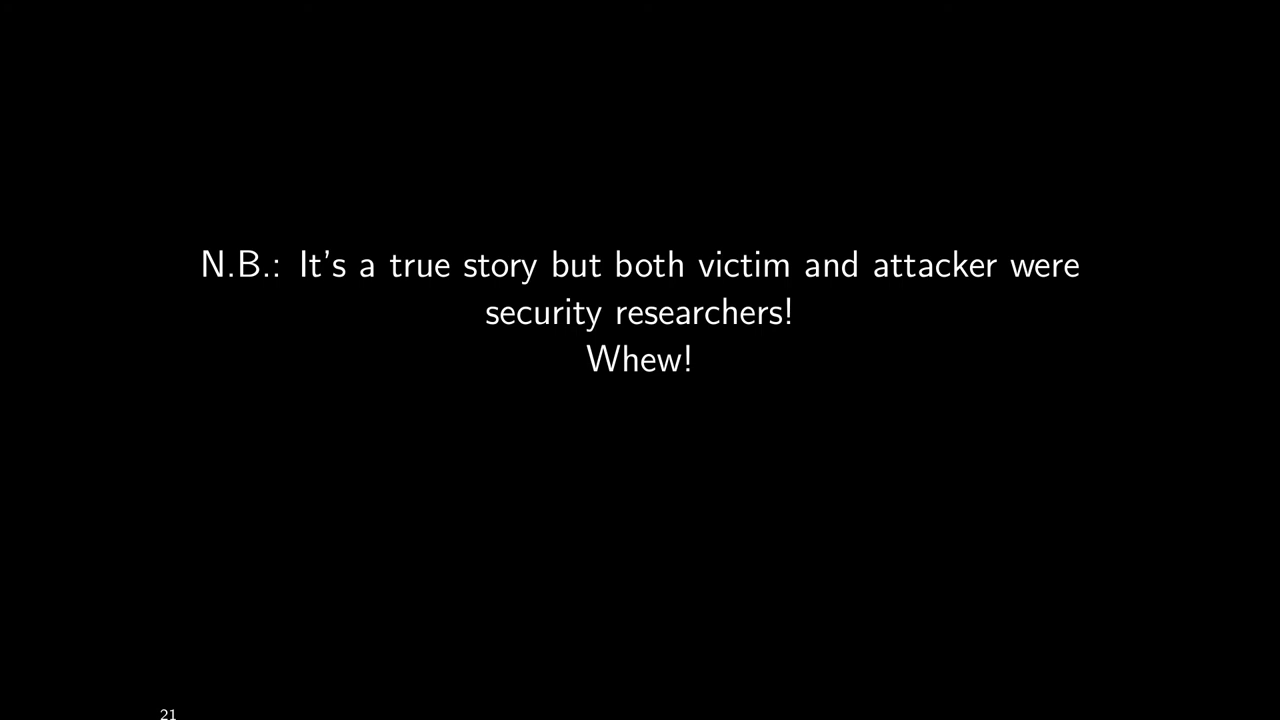 N.B.: It's a true story but both victim and attacker were
security researchers!
Whew!
21